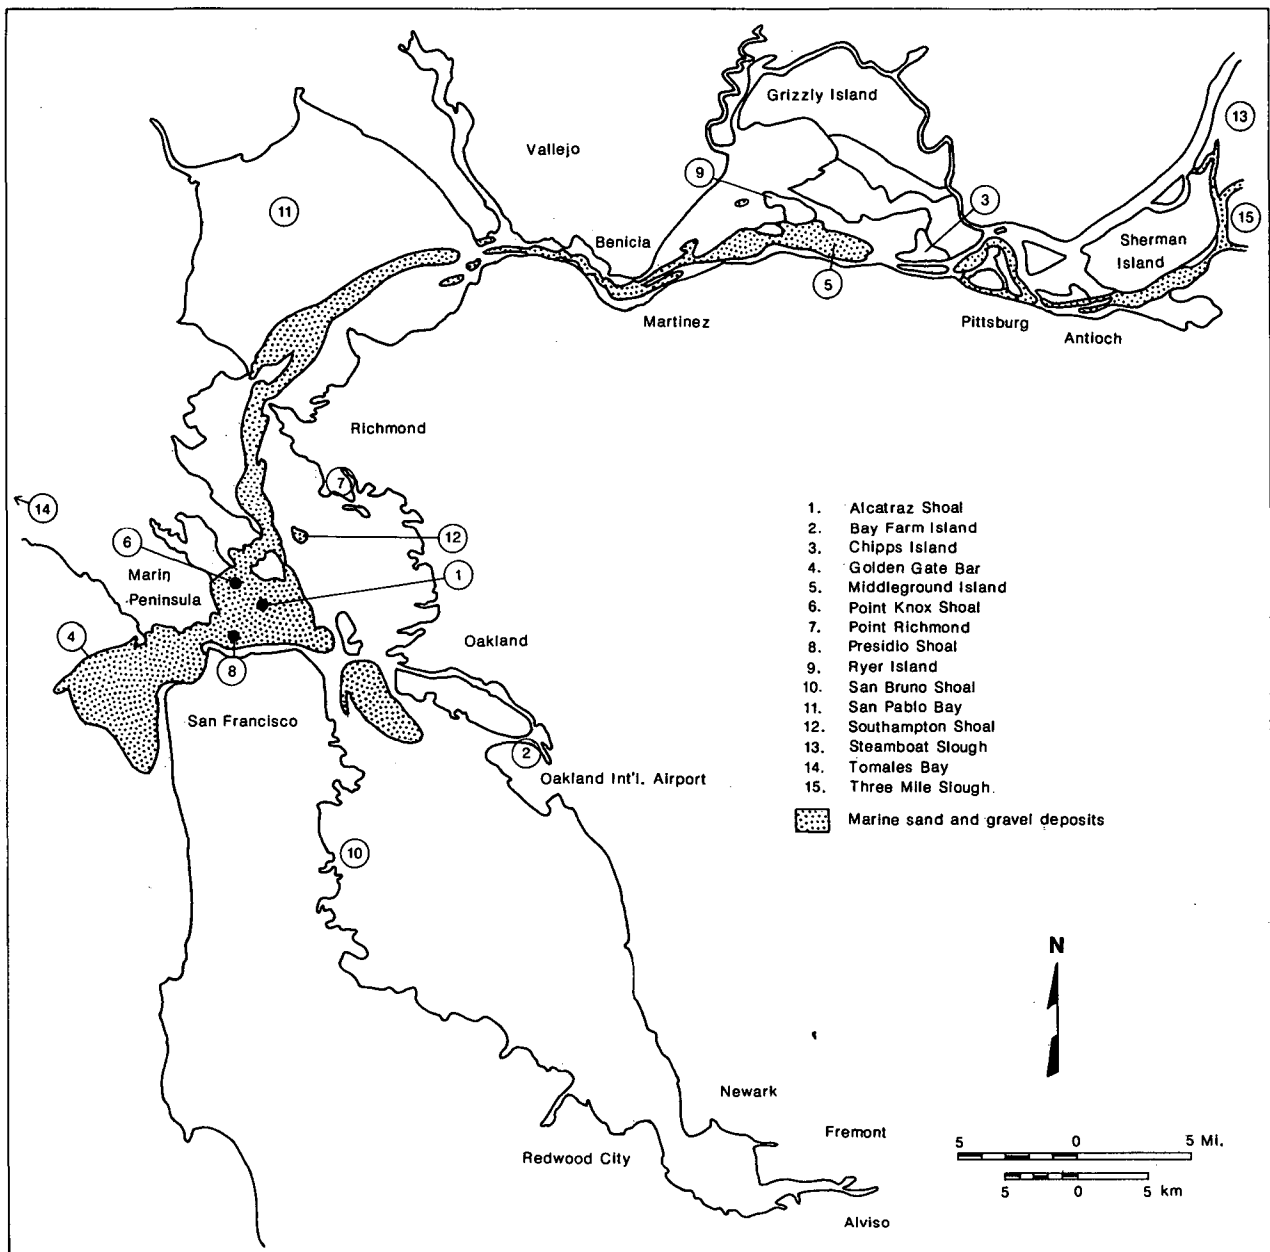 Grizzly Island
13
Vallejo
9
3
15
11
Benicia
Sherman
Island
5
Martinez
Pittsburg
Antioch
Richmond
7
14
12
6
1
Marin
Peninsula
4
8
Oakland
San Francisco
2
Oakland Int'l. Airport
10
1. Alcatraz Shoal
2. Bay Farm Island
3. Chipps Island
4. Golden Gate Bar
5. Middleground Island
6. Point Knox Shoal
7. Point Richmond
8. Presidio Shoal
9. Ryer Island
10. San Bruno Shoal
11. San Pablo Bay
12. Southampton Shoal
13. Steamboat Slough
14. Tomales Bay
15. Three Mile Slough
Marine sand and gravel deposits
N
Newark
Fremont
Redwood City
Alviso
5 0 5 Mi.
5 0 5 km